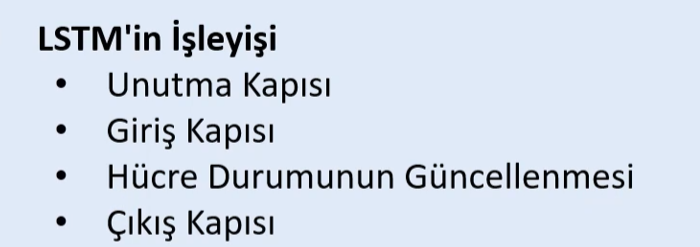 LSTM'in İşleyişi
• Unutma Kapısı
• Giriş Kapısı
• Hücre Durumunun Güncellenmesi
• Çıkış Kapısı